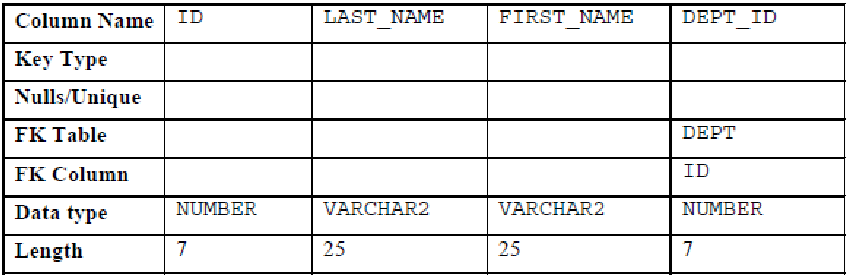 Column Name ID LAST_NAME FIRST_NAME DEPT_ID
Key Type
Nulls/Unique
FK Table DEPT
FK Column ID
Data type NUMBER VARCHAR2 VARCHAR2 NUMBER
Length 7 25 25 7